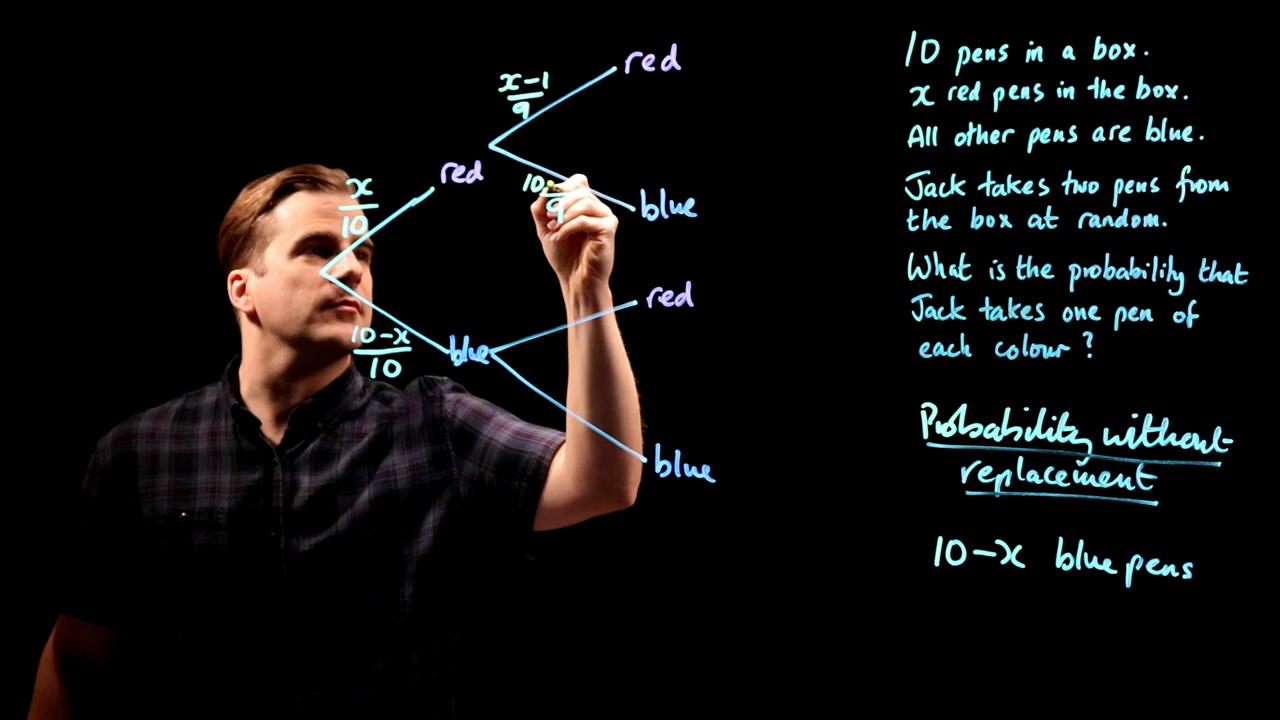 10 pens in a box.
x red pens in the box.
All other pens are blue.
Jack takes two pens from
the box at random.
What is the probability that
Jack takes one pen of
each colour?
Probability without
replacement
10-x blue pens
x
10
red
10-x
10
blue
x-1
9
red
10
9
blue
red
blue